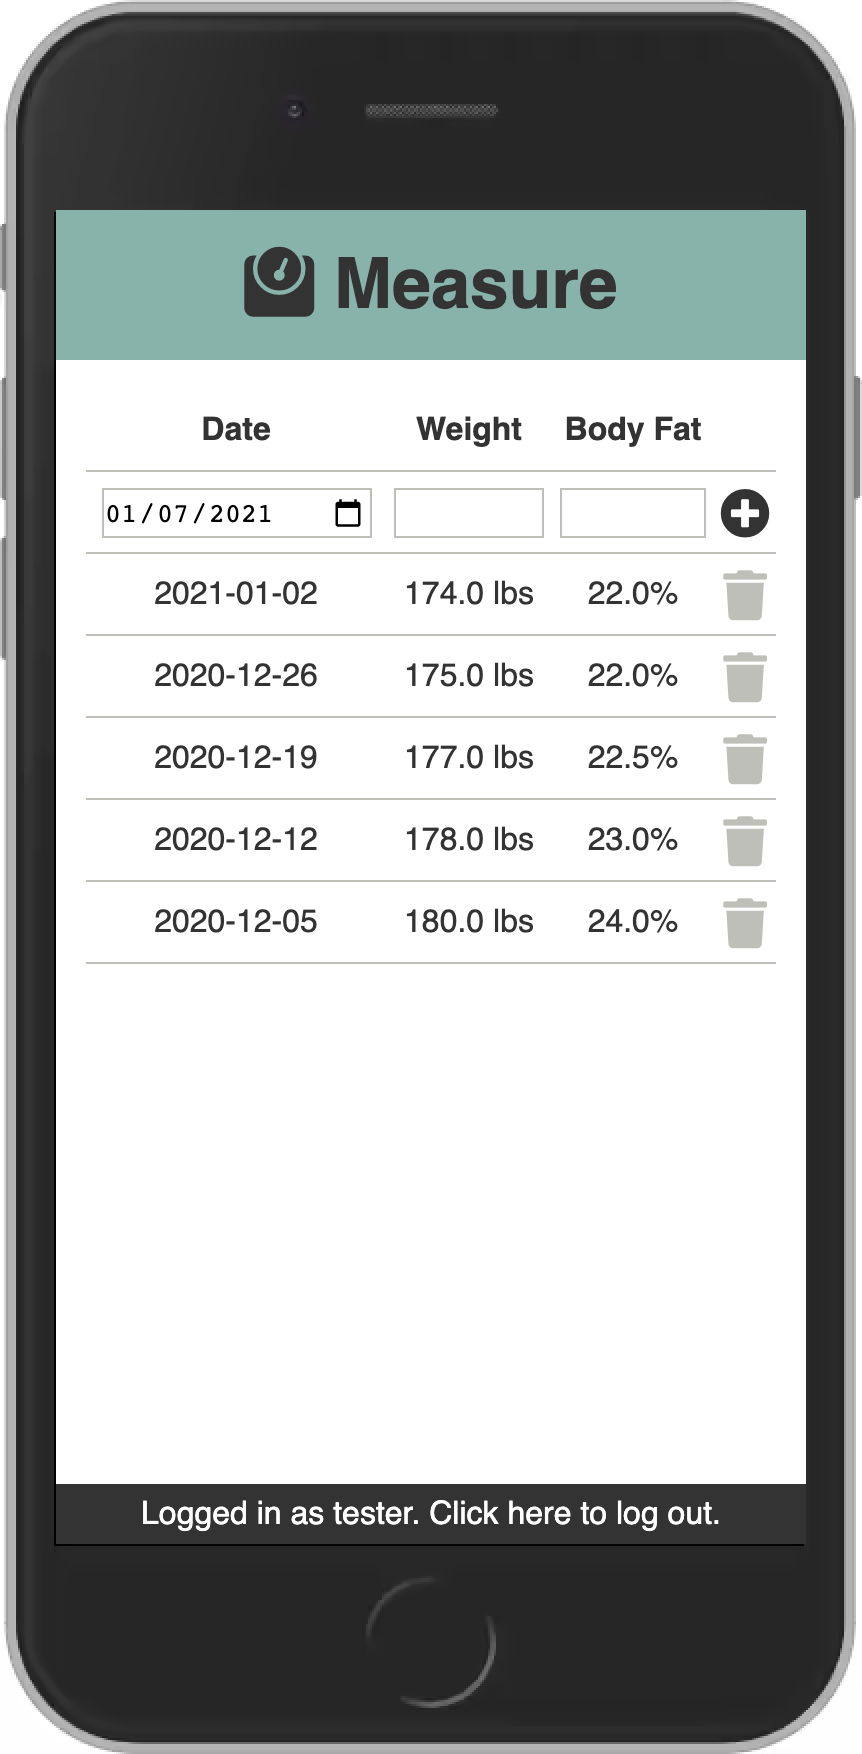 Measure
Date Weight Body Fat
01/07/2021
2021-01-02 174.0 lbs 22.0%
2020-12-26 175.0 lbs 22.0%
2020-12-19 177.0 lbs 22.5%
2020-12-12 178.0 lbs 23.0%
2020-12-05 180.0 lbs 24.0%
Logged in as tester. Click here to log out.